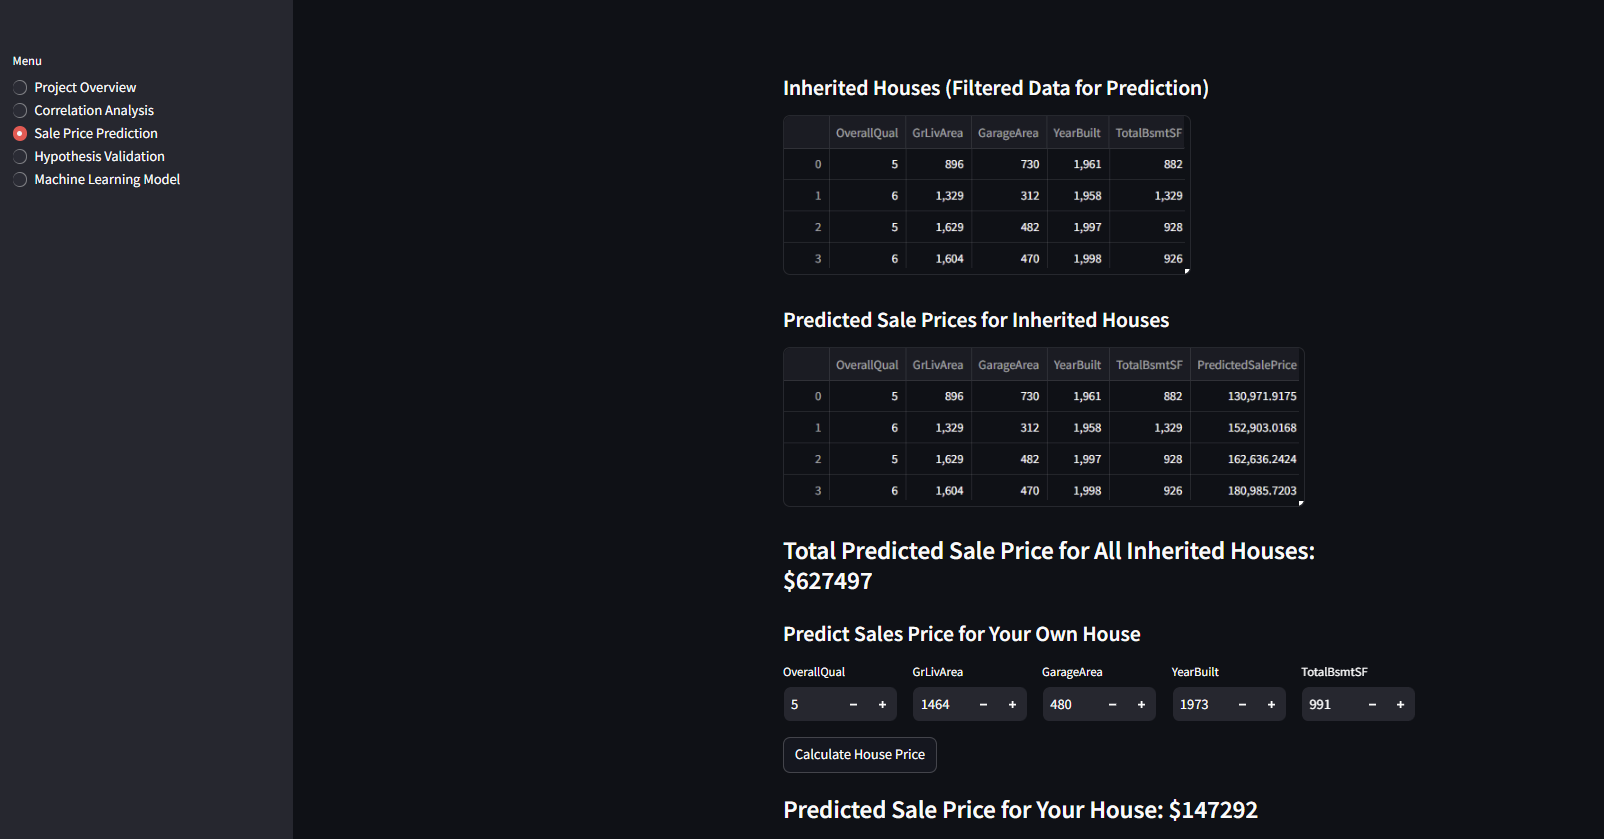 Menu
Project Overview
Correlation Analysis
Sale Price Prediction
Hypothesis Validation
Machine Learning Model
Inherited Houses (Filtered Data for Prediction)
OverallQual GrLivArea GarageArea YearBuilt TotalBsmtSF
0 5 896 730 1,961 882
1 6 1,329 312 1,958 1,329
2 5 1,629 482 1,997 928
3 6 1,604 470 1,998 926
Predicted Sale Prices for Inherited Houses
OverallQual GrLivArea GarageArea YearBuilt TotalBsmtSF PredictedSalePrice
0 5 896 730 1,961 882 130,971.9175
1 6 1,329 312 1,958 1,329 152,903.0168
2 5 1,629 482 1,997 928 162,636.2424
3 6 1,604 470 1,998 926 180,985.7203
Total Predicted Sale Price for All Inherited Houses:
$627497
Predict Sales Price for Your Own House
OverallQual GrLivArea GarageArea YearBuilt TotalBsmtSF
5 − + 1464 − + 480 − + 1973 − + 991 − +
Calculate House Price
Predicted Sale Price for Your House: $147292